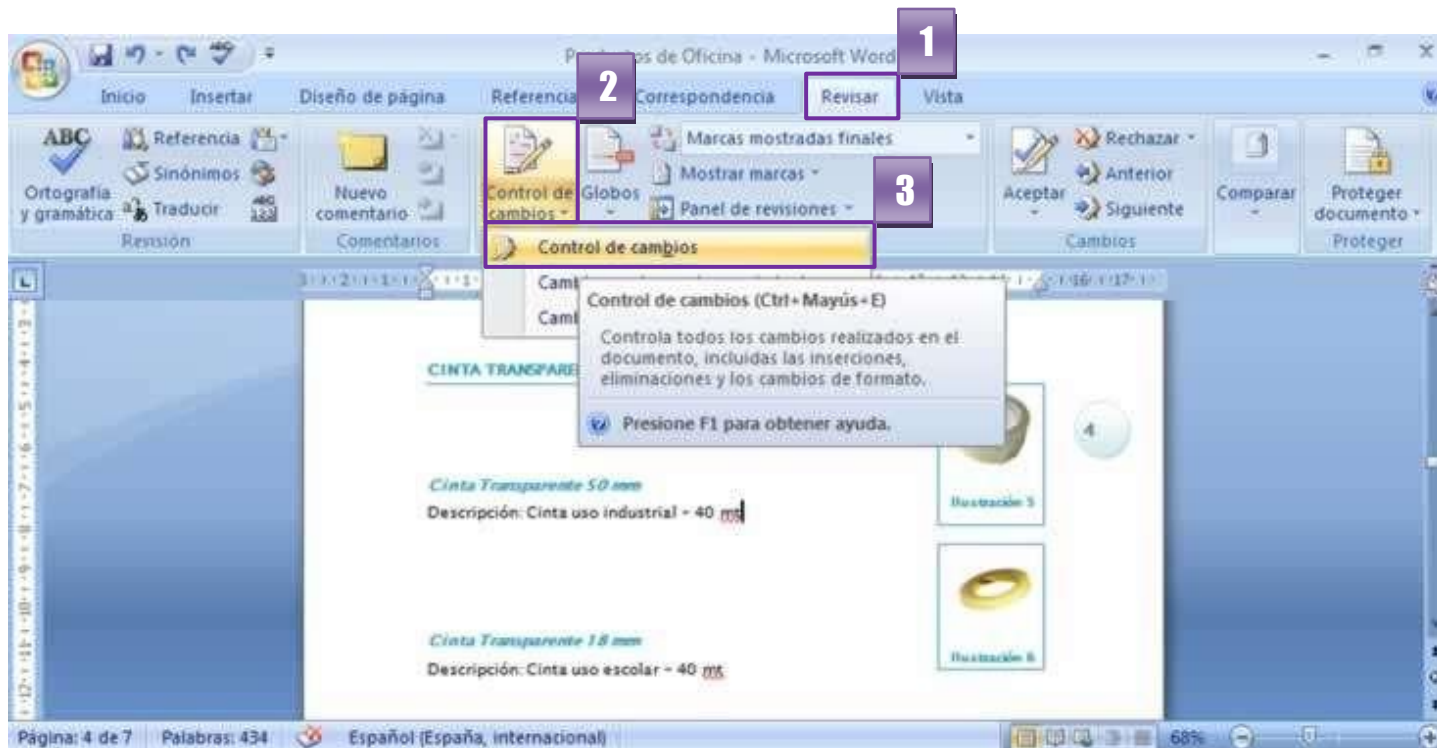 1
Productos de Oficina - Microsoft Word
2
Inicio Insertar Diseño de página Referencia Correspondencia Revisar Vista
ABC Referencia Marcas mostradas finales Rechazar
Sinónimos Mostrar marcas Anterior
Ortografía y gramática Traducir Nuevo comentario Control de cambios Globos Panel de revisiones 3 Aceptar Siguiente Comparar Proteger documento
Revisión Comentarios Cambios Proteger
Control de cambios
Control de cambios (Ctrl+Mayús+E)
Controla todos los cambios realizados en el
documento, incluidas las inserciones,
eliminaciones y los cambios de formato.
Presione F1 para obtener ayuda.
CINTA
4
Cinta Transparente 50 mm
Descripción: Cinta uso industrial – 40 mt
Ilustración 5
Cinta Transparente 18 mm
Descripción: Cinta uso escolar – 40 mt
Ilustración 6
Página: 4 de 7 Palabras: 434 Español (España, internacional) 68%